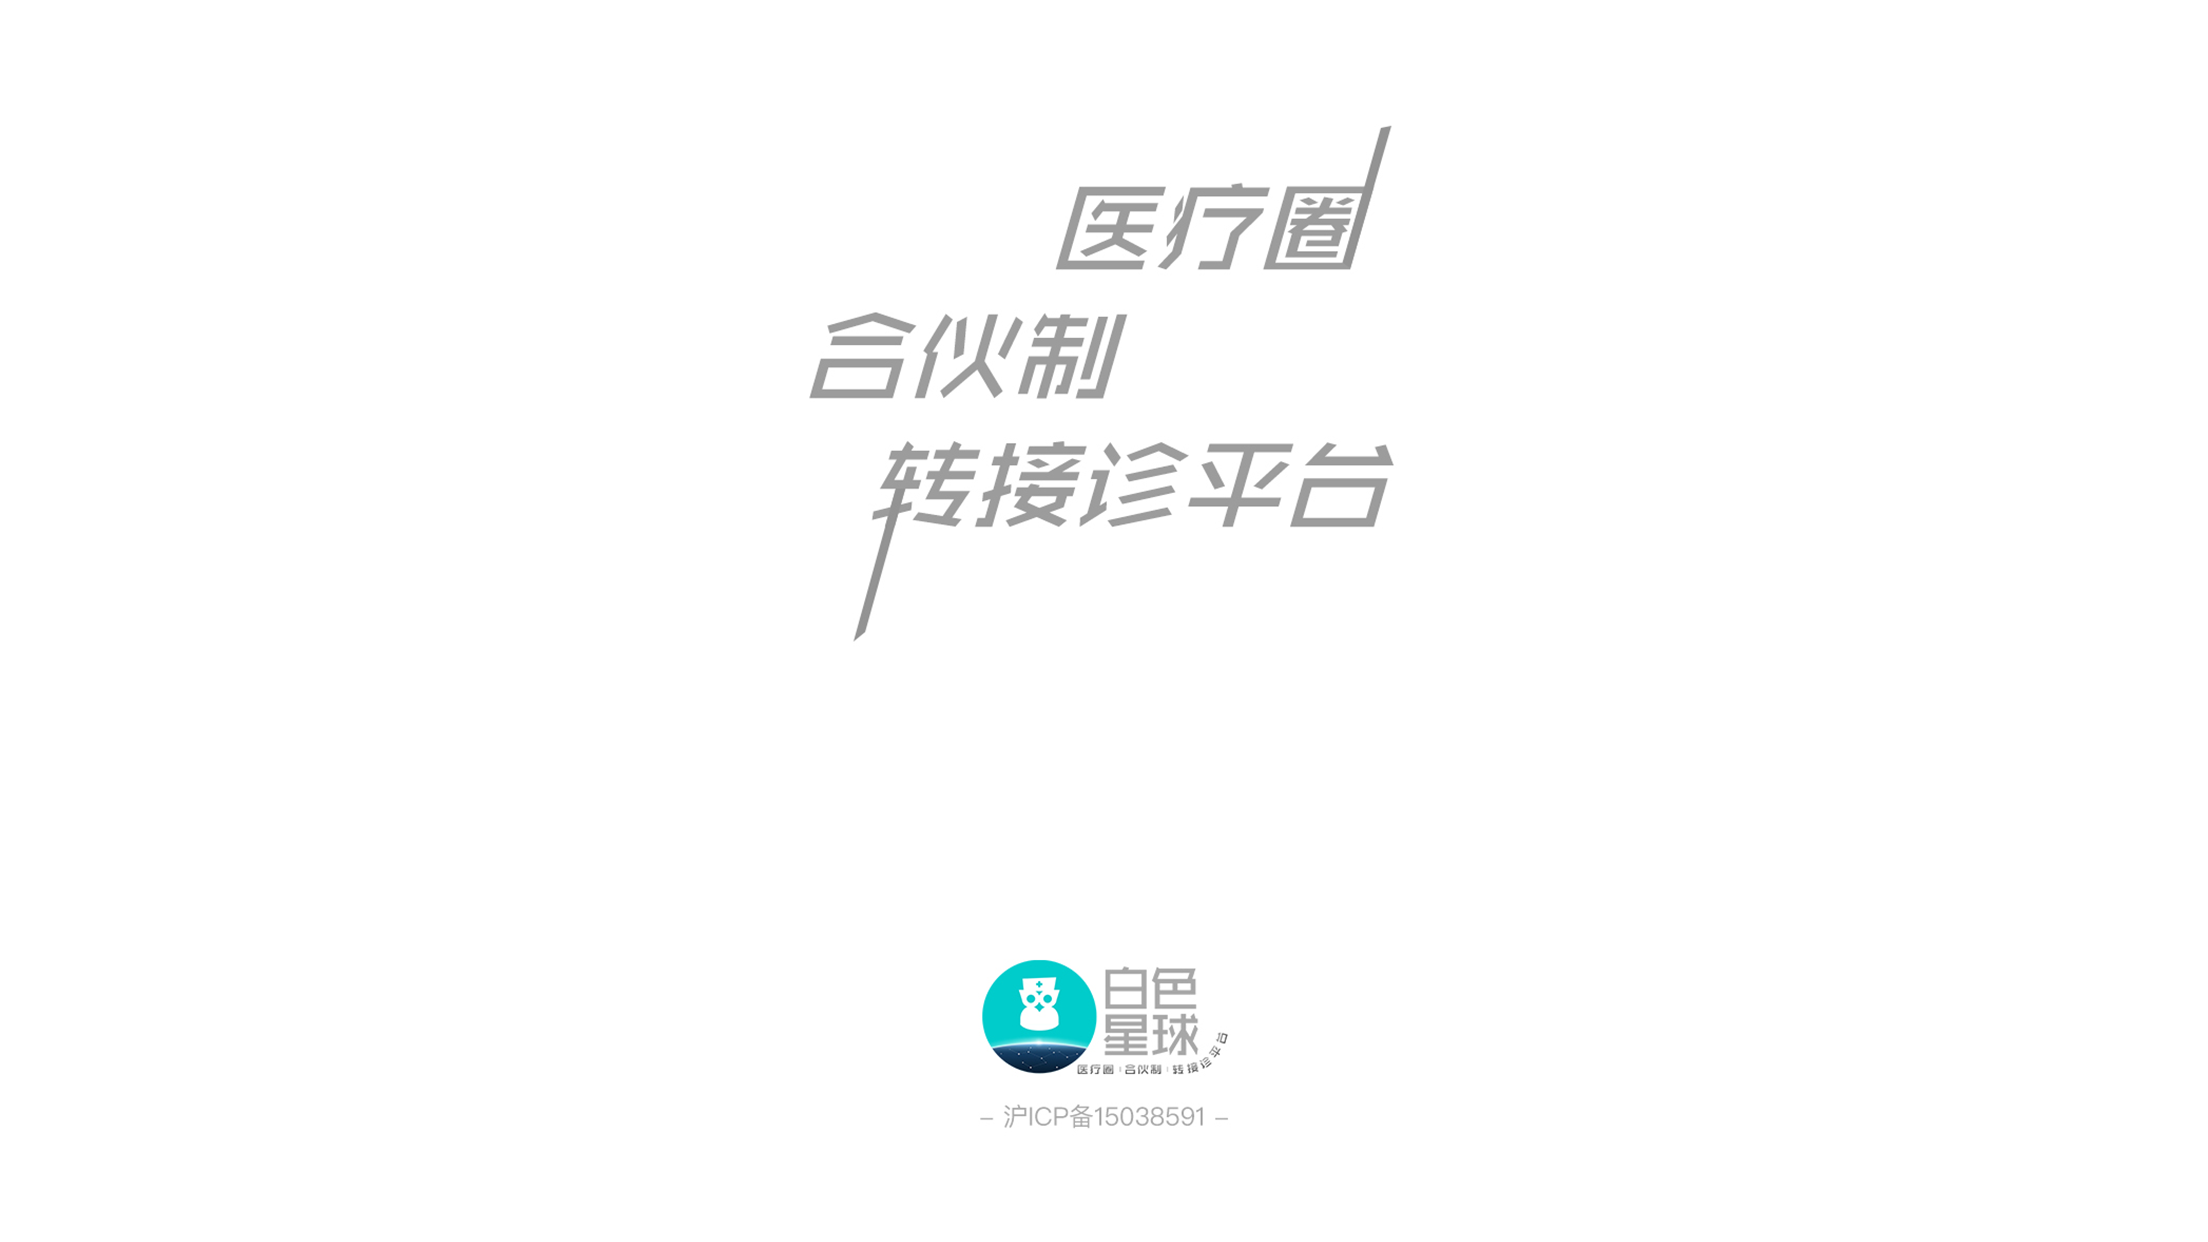 医疗圈
合伙制
转接诊平台
白色
星球
医疗圈 | 合伙制 | 转接诊平台
– 沪ICP备15038591 –